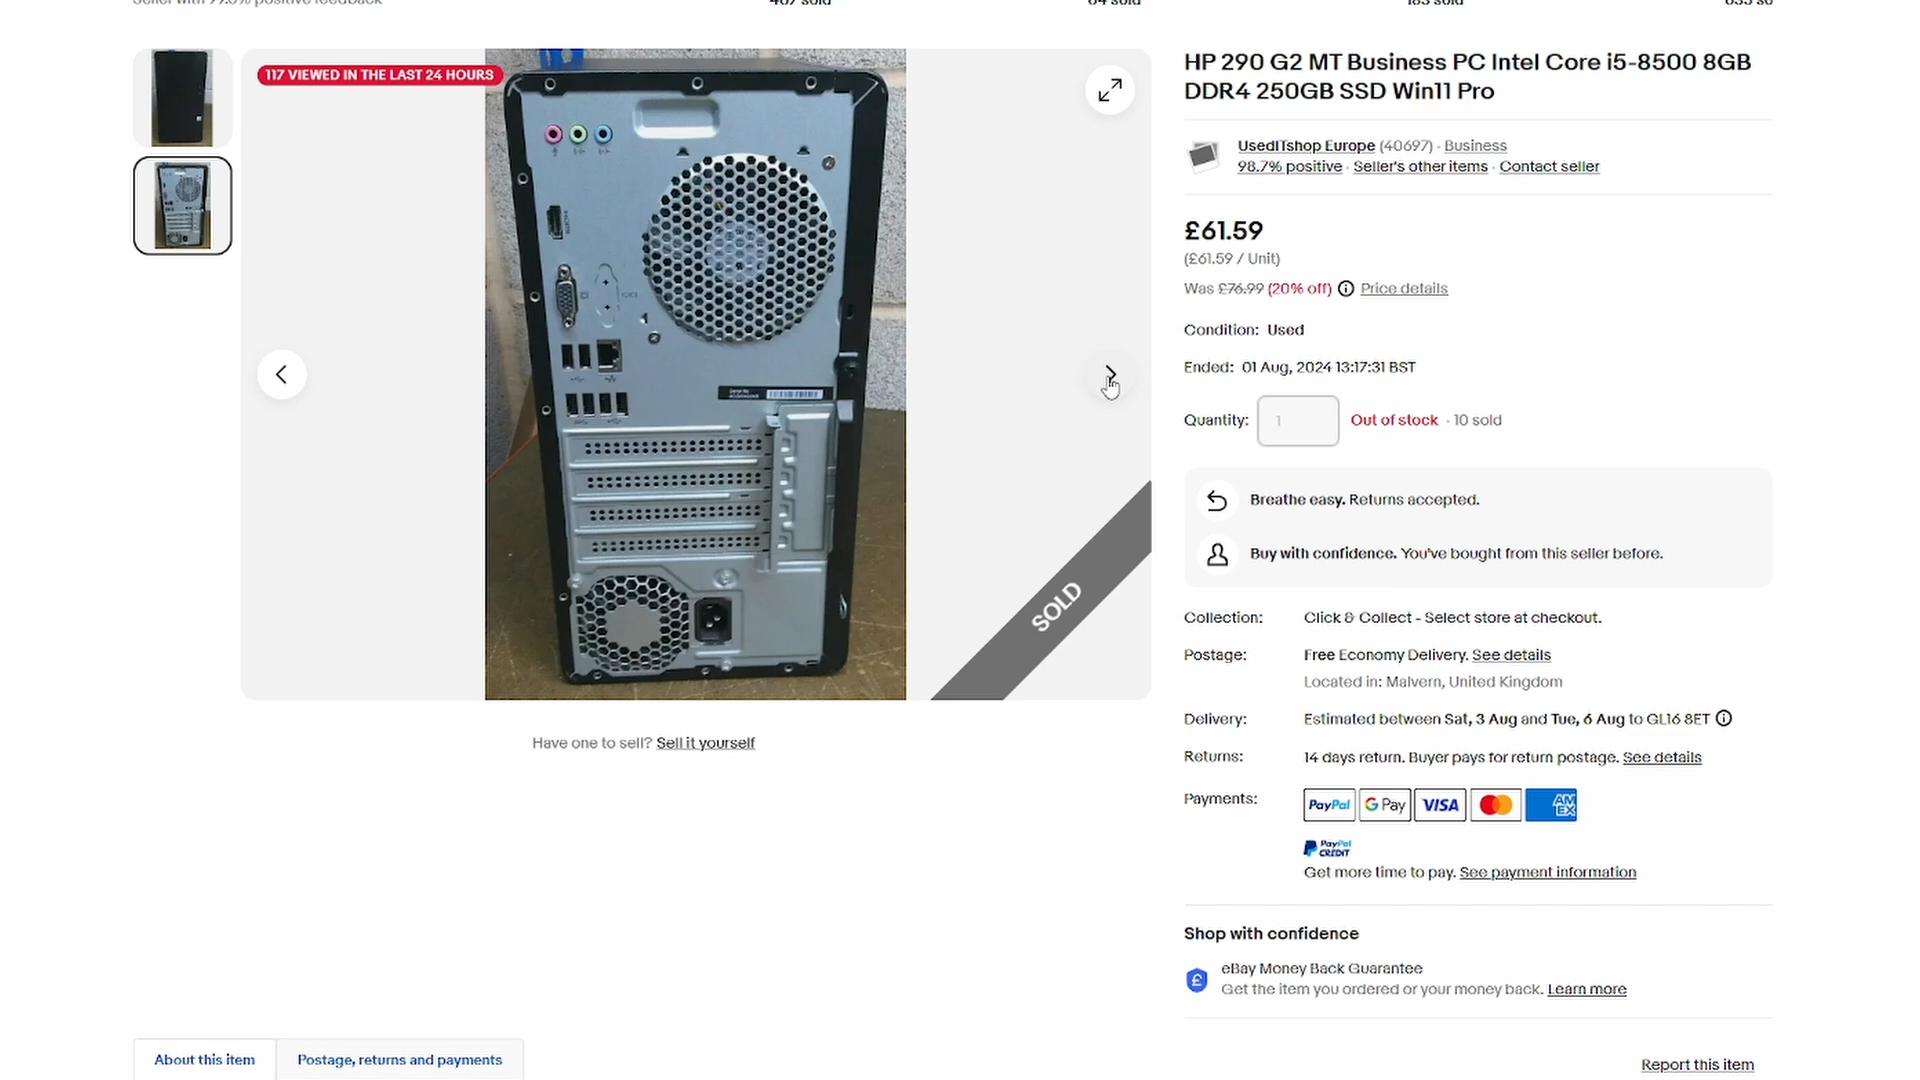 117 VIEWED IN THE LAST 24 HOURS
SOLD
Have one to sell? Sell it yourself
HP 290 G2 MT Business PC Intel Core i5-8500 8GB
DDR4 250GB SSD Win11 Pro
UsedITshop Europe (40697) · Business
98.7% positive · Seller's other items · Contact seller
£61.59
(£61.59 / Unit)
Was £76.99 (20% off) Price details
Condition: Used
Ended: 01 Aug, 2024 13:17:31 BST
Quantity: 1 Out of stock · 10 sold
Breathe easy. Returns accepted.
Buy with confidence. You've bought from this seller before.
Collection: Click & Collect - Select store at checkout.
Postage: Free Economy Delivery. See details
Located in: Malvern, United Kingdom
Delivery: Estimated between Sat, 3 Aug and Tue, 6 Aug to GL16 8ET
Returns: 14 days return. Buyer pays for return postage. See details
Payments: PayPal G Pay VISA AMEX
PayPal CREDIT
Get more time to pay. See payment information
Shop with confidence
eBay Money Back Guarantee
Get the item you ordered or your money back. Learn more
About this item
Postage, returns and payments
Report this item